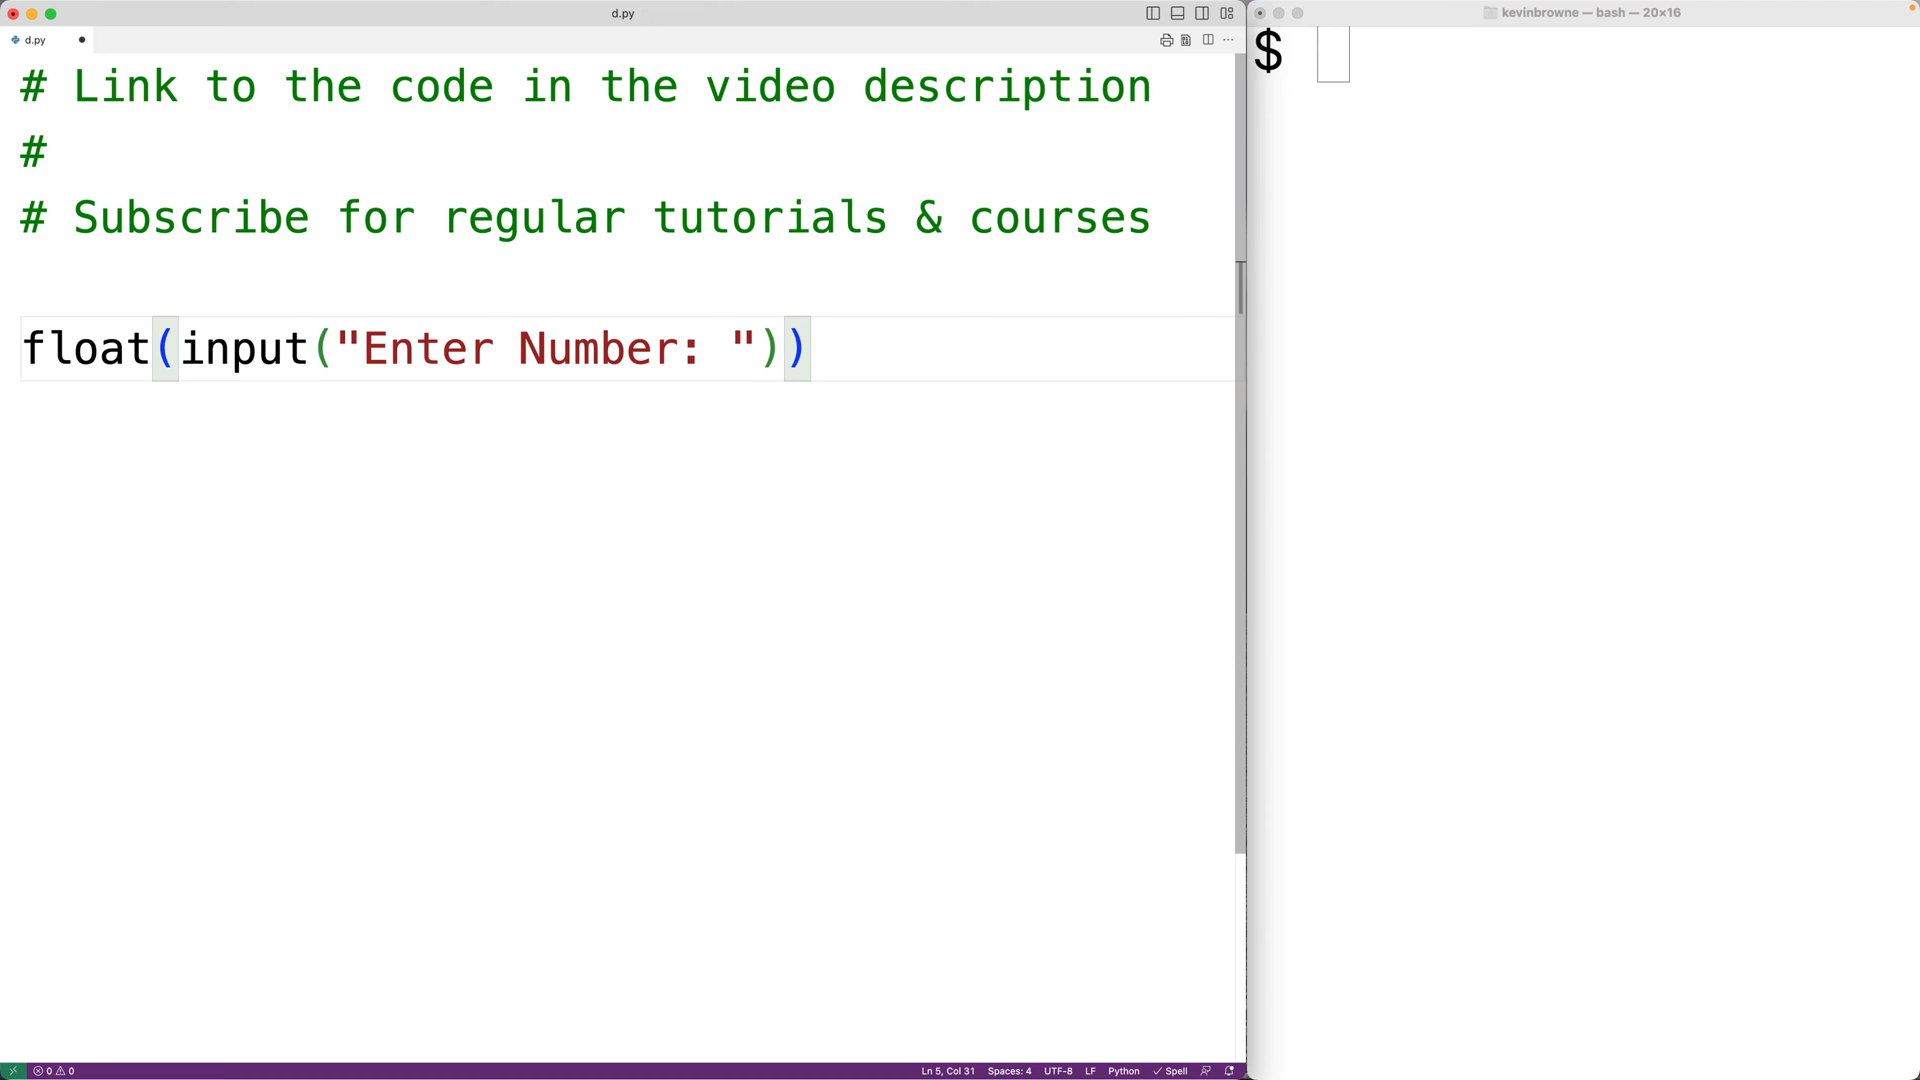 d.py
kevinbrowne — bash — 20×16
d.py
$
# Link to the code in the video description
#
# Subscribe for regular tutorials & courses
float(input("Enter Number: "))
0 0 Ln 5, Col 31 Spaces: 4 UTF-8 LF Python Spell